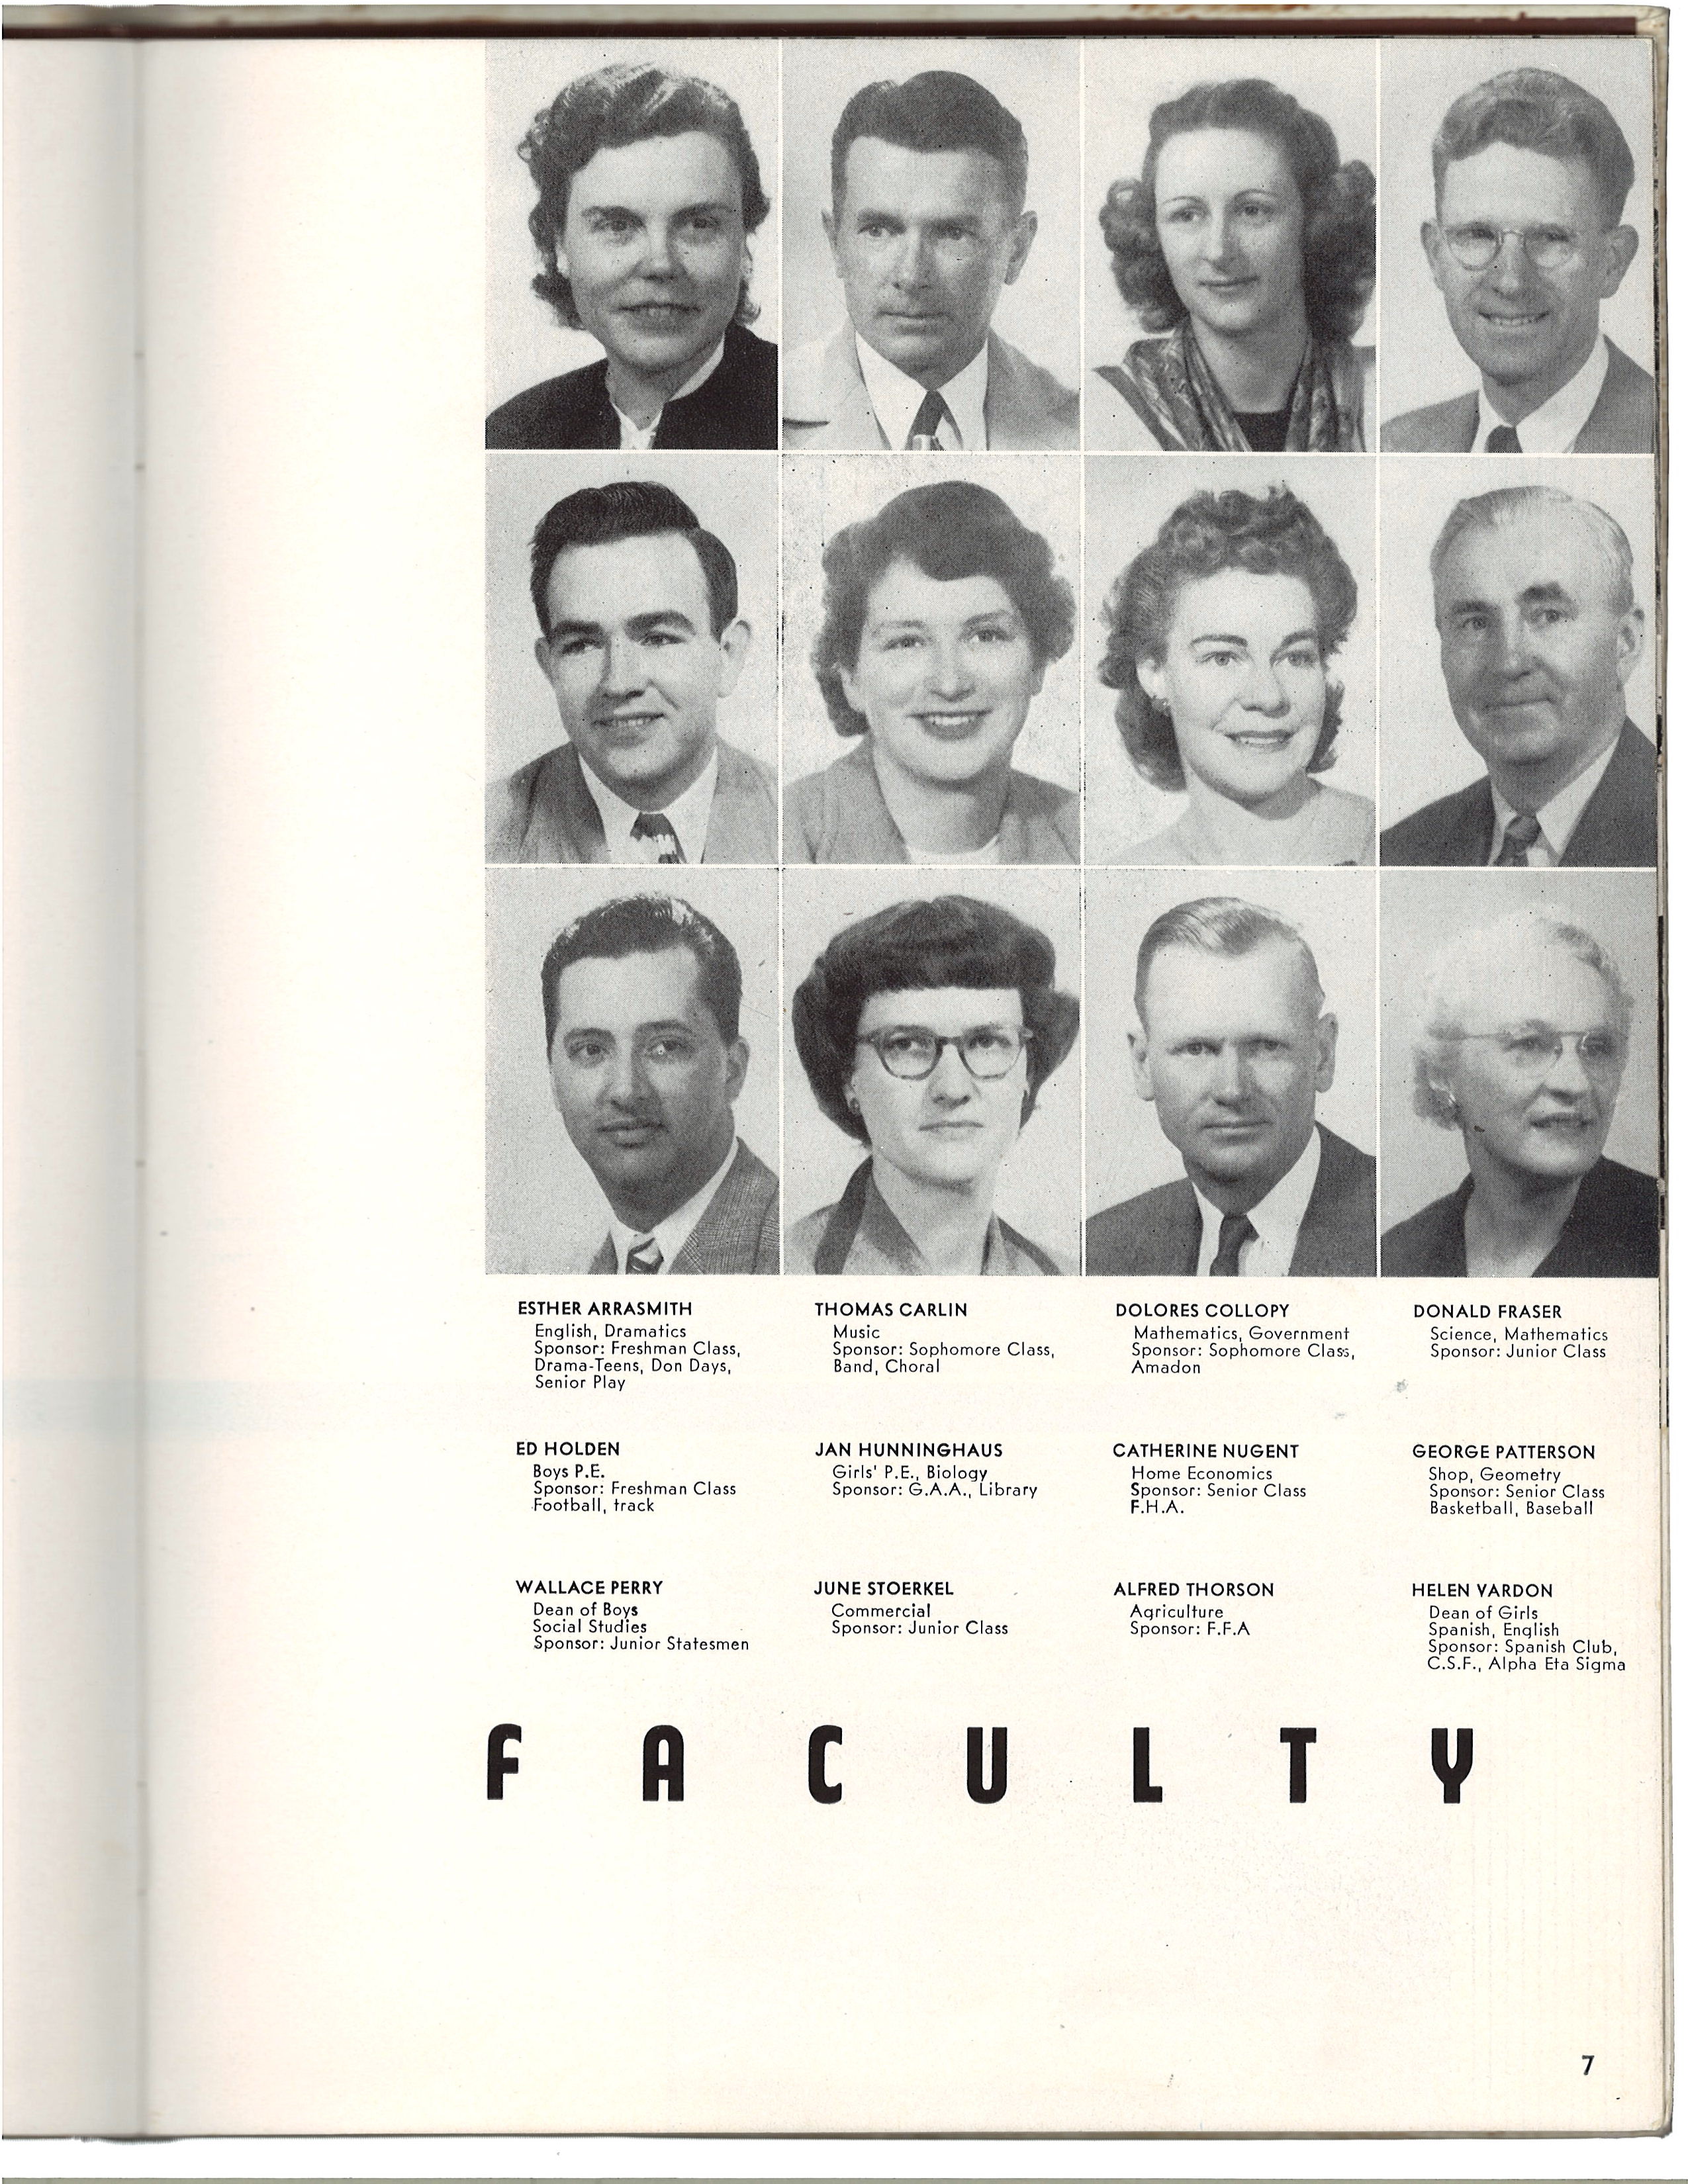 ESTHER ARRASMITH
English, Dramatics
Sponsor: Freshman Class,
Drama-Teens, Don Days,
Senior Play
THOMAS CARLIN
Music
Sponsor: Sophomore Class,
Band, Choral
DOLORES COLLOPY
Mathematics, Government
Sponsor: Sophomore Class,
Amadon
DONALD FRASER
Science, Mathematics
Sponsor: Junior Class
ED HOLDEN
Boys P.E.
Sponsor: Freshman Class
Football, track
JAN HUNNINGHAUS
Girls' P.E., Biology
Sponsor: G.A.A., Library
CATHERINE NUGENT
Home Economics
Sponsor: Senior Class
F.H.A.
GEORGE PATTERSON
Shop, Geometry
Sponsor: Senior Class
Basketball, Baseball
WALLACE PERRY
Dean of Boys
Social Studies
Sponsor: Junior Statesmen
JUNE STOERKEL
Commercial
Sponsor: Junior Class
ALFRED THORSON
Agriculture
Sponsor: F.F.A
HELEN VARDON
Dean of Girls
Spanish, English
Sponsor: Spanish Club,
C.S.F., Alpha Eta Sigma
FACULTY
7